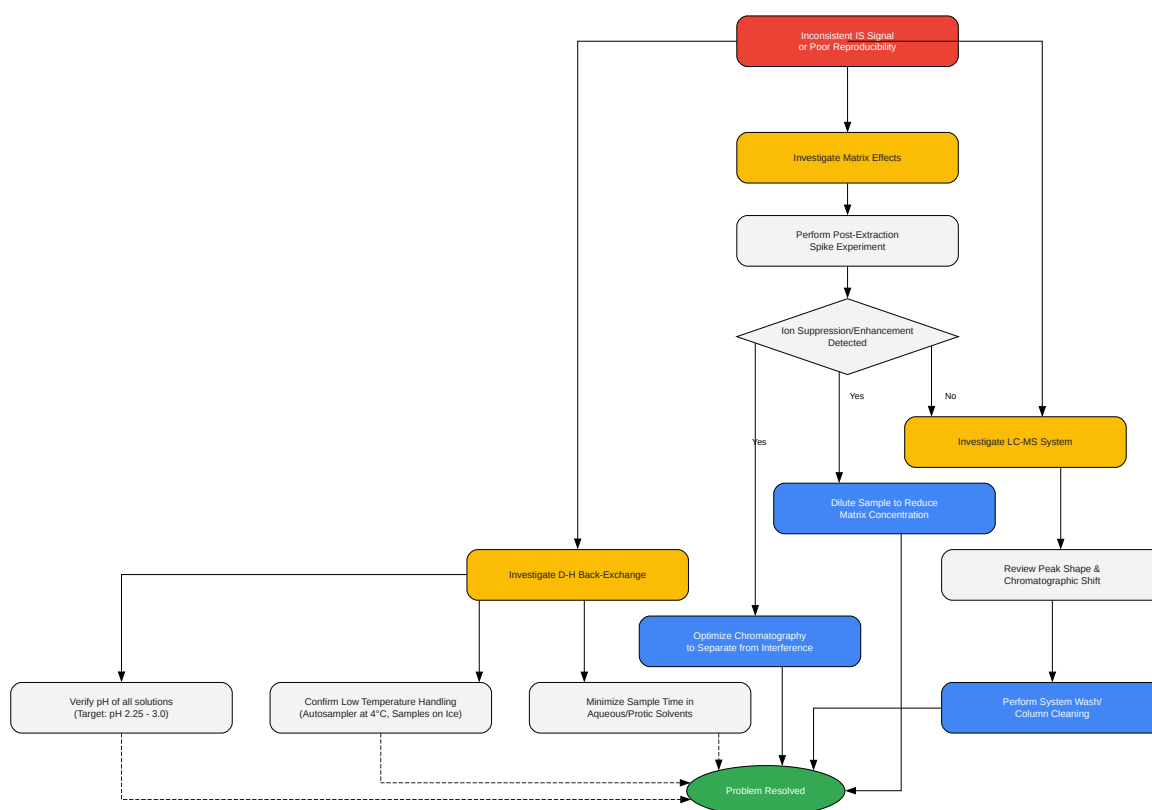 Inconsistent IS Signal
or Poor Reproducibility
Investigate Matrix Effects
Perform Post-Extraction
Spike Experiment
Ion Suppression/Enhancement
Detected
Yes
No
Yes
Investigate LC-MS System
Dilute Sample to Reduce
Matrix Concentration
Investigate D-H Back-Exchange
Review Peak Shape &
Chromatographic Shift
Optimize Chromatography
to Separate from Interference
Verify pH of all solutions
(Target: pH 2.25 - 3.0)
Confirm Low Temperature Handling
(Autosampler at 4°C, Samples on Ice)
Minimize Sample Time in
Aqueous/Protic Solvents
Perform System Wash/
Column Cleaning
Problem Resolved